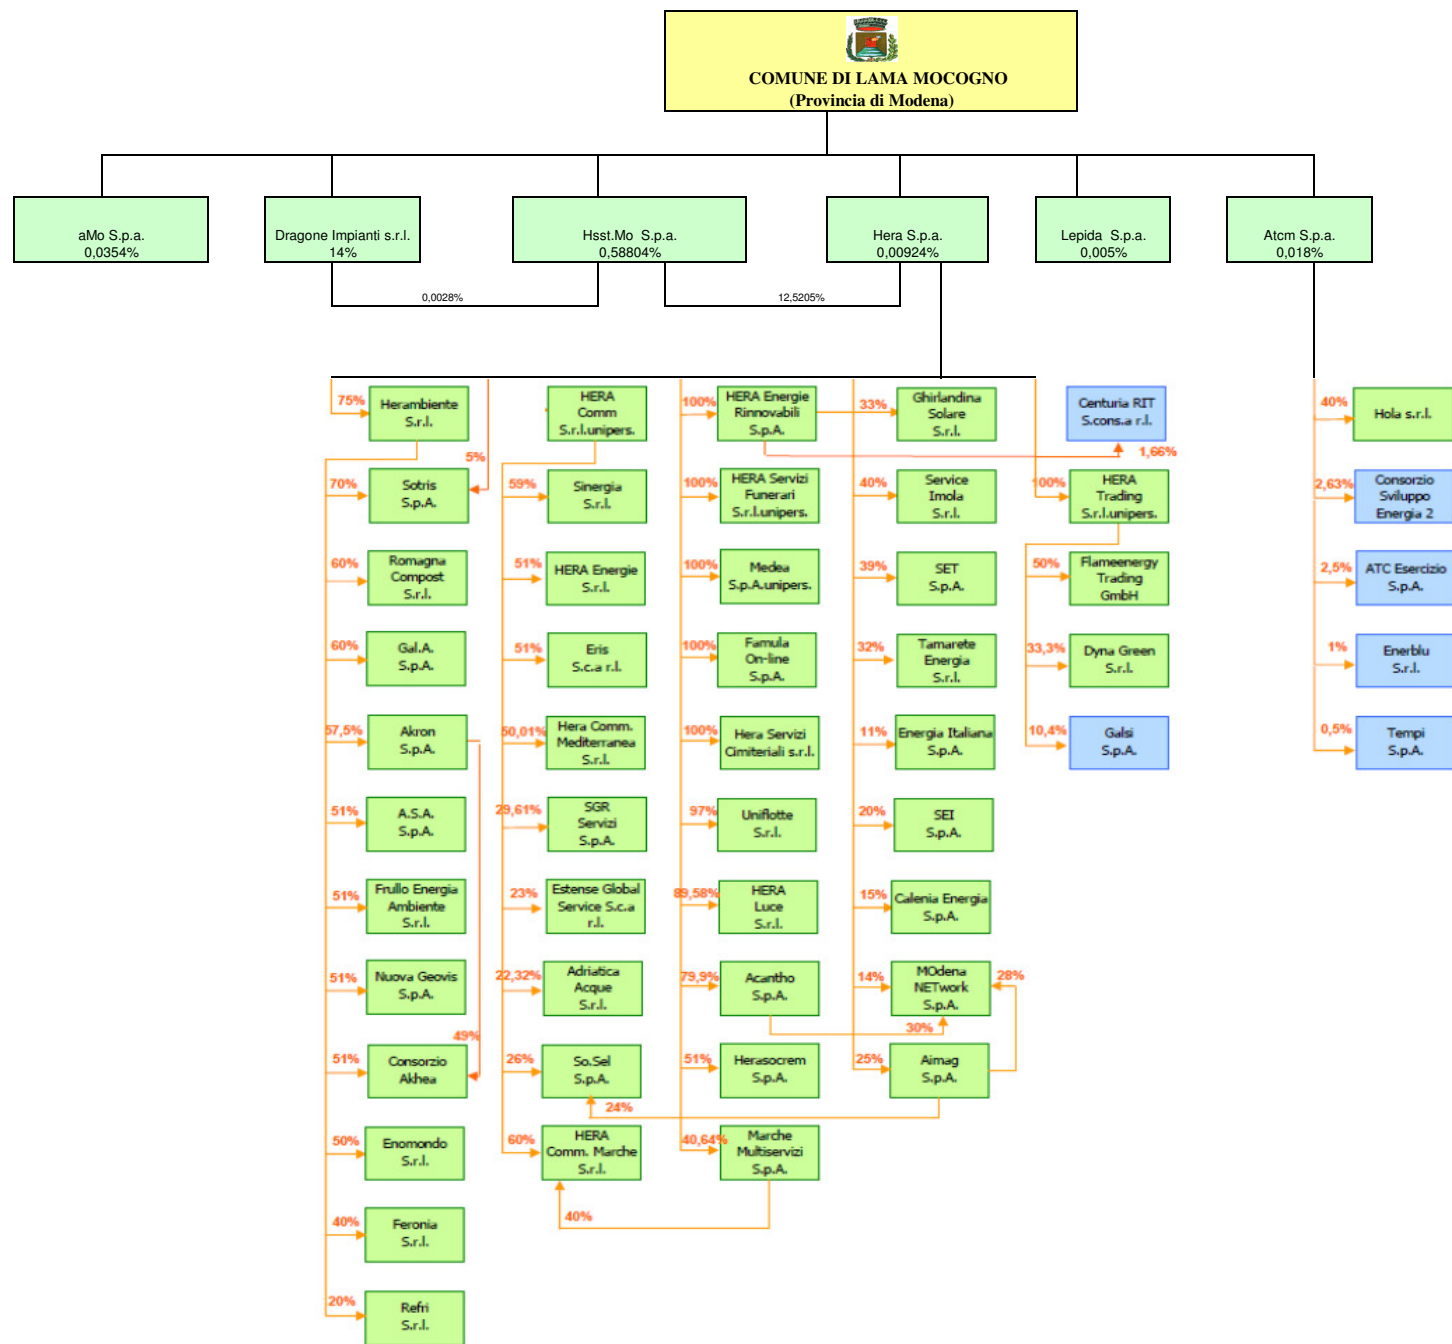 COMUNE DI LAMA MOCOGNO
(Provincia di Modena)
aMo S.p.a.
0,0354%
Dragone Impianti s.r.l.
14%
Hsst.Mo S.p.a.
0,58804%
Hera S.p.a.
0,00924%
Lepida S.p.a.
0,005%
Atcm S.p.a.
0,018%
0,0028%
12,5205%
75%
Herambiente
S.r.l.
5%
70%
Sotris
S.p.A.
60%
Romagna
Compost
S.r.l.
60%
Gal.A.
S.p.A.
57,5%
Akron
S.p.A.
51%
A.S.A.
S.p.A.
51%
Frullo Energia
Ambiente
S.r.l.
51%
Nuova Geovis
S.p.A.
49%
51%
Consorzio
Akhea
50%
Enomondo
S.r.l.
40%
Feronia
S.r.l.
20%
Refri
S.r.l.
HERA
Comm
S.r.l.unipers.
59%
Sinergia
S.r.l.
51%
HERA Energie
S.r.l.
51%
Eris
S.c.a r.l.
50,01%
Hera Comm.
Mediterranea
S.r.l.
29,61%
SGR
Servizi
S.p.A.
23%
Estense Global
Service S.c.a
r.l.
22,32%
Adriatica
Acque
S.r.l.
26%
So.Sel
S.p.A.
24%
60%
HERA
Comm. Marche
S.r.l.
40%
100%
HERA Energie
Rinnovabili
S.p.A.
100%
HERA Servizi
Funerari
S.r.l.unipers.
100%
Medea
S.p.A.unipers.
100%
Famula
On-line
S.p.A.
100%
Hera Servizi
Cimiteriali s.r.l.
97%
Uniflotte
S.r.l.
89,58%
HERA
Luce
S.r.l.
79,9%
Acantho
S.p.A.
30%
51%
Herasocrem
S.p.A.
40,64%
Marche
Multiservizi
S.p.A.
33%
Ghirlandina
Solare
S.r.l.
40%
Service
Imola
S.r.l.
39%
SET
S.p.A.
32%
Tamarete
Energia
S.r.l.
11%
Energia Italiana
S.p.A.
20%
SEI
S.p.A.
15%
Calenia Energia
S.p.A.
14%
MOdena
NETwork
S.p.A.
28%
25%
Aimag
S.p.A.
Centuria RIT
S.cons.a r.l.
1,66%
100%
HERA
Trading
S.r.l.unipers.
50%
Flameenergy
Trading
GmbH
33,3%
Dyna Green
S.r.l.
10,4%
Galsi
S.p.A.
40%
Hola s.r.l.
2,63%
Consorzio
Sviluppo
Energia 2
2,5%
ATC Esercizio
S.p.A.
1%
Enerblu
S.r.l.
0,5%
Tempi
S.p.A.